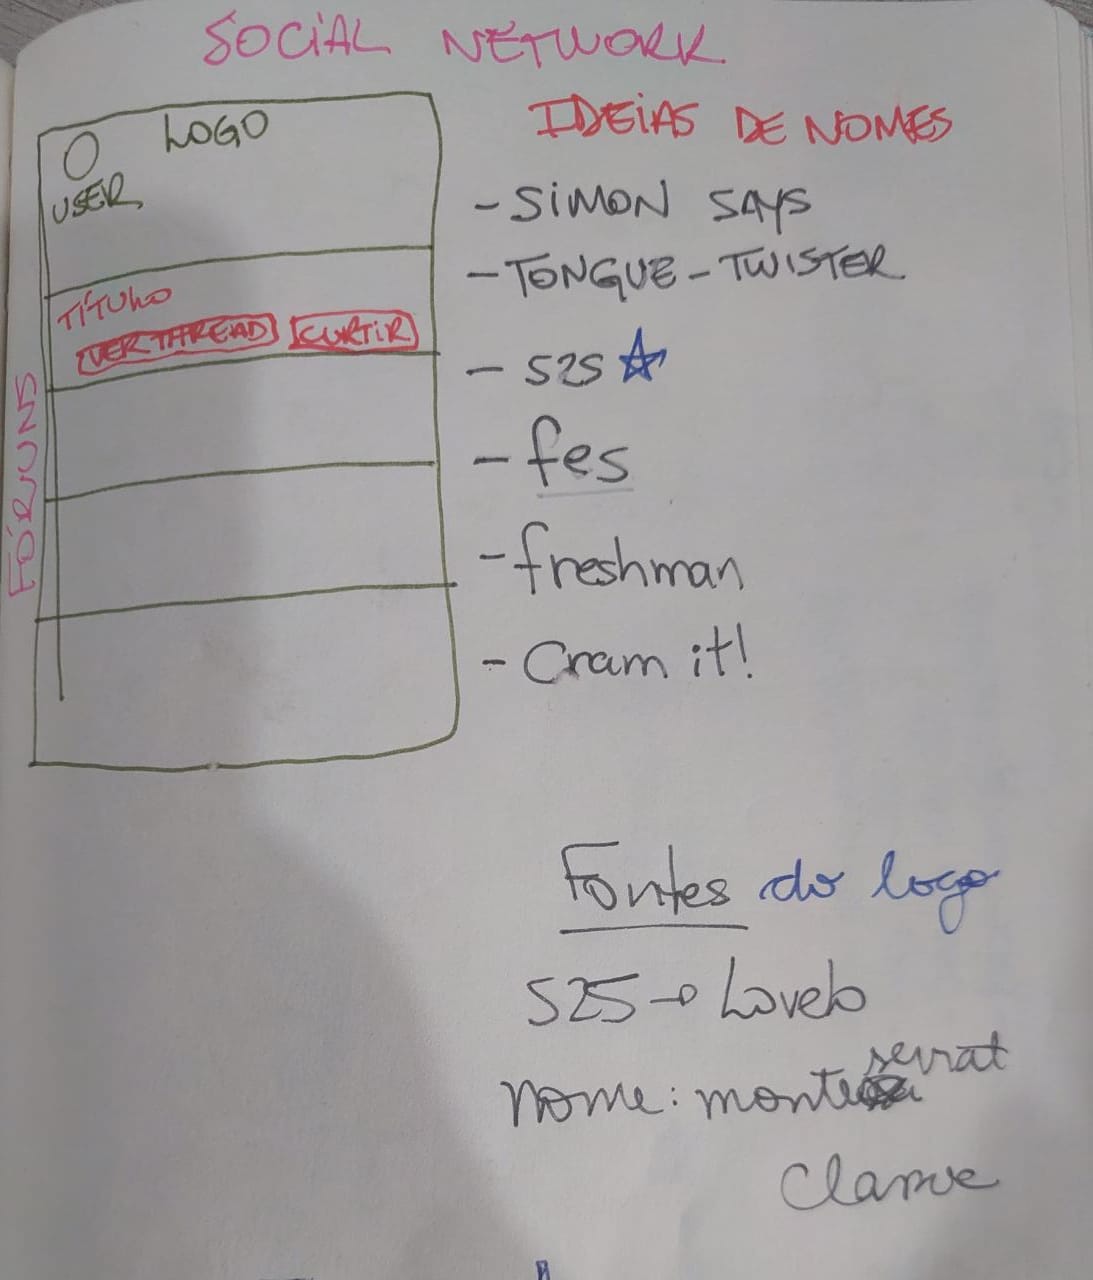 SOCIAL NETWORK
LOGO
USER
TÍTULO
VER THREAD CURTIR
FÓRUNS
IDEIAS DE NOMES
- SIMON SAYS
- TONGUE-TWISTER
- S2S
- fes
- freshman
- Cram it!
Fontes do logo
S2S → Lovelo
nome: montserrat